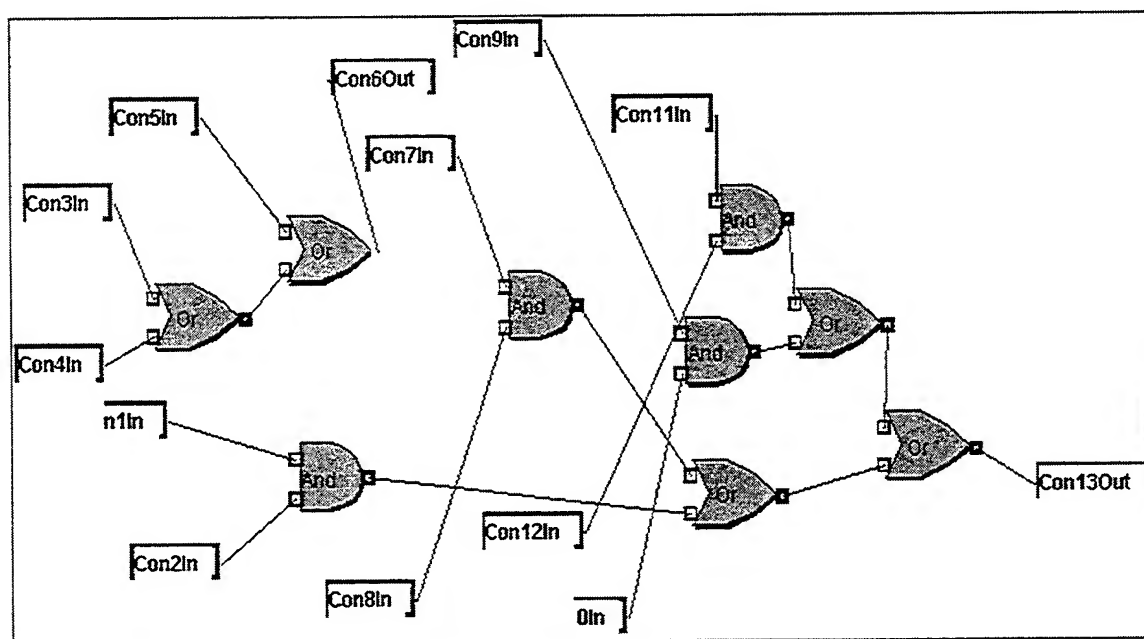 Con9In
Con6Out
Con5In
Con11In
Con7In
Con3In
And
Or
And
Or
Or
Con4In
And
n1In
Or
And
Or
Con13Out
Con12In
Con2In
Con8In
0In